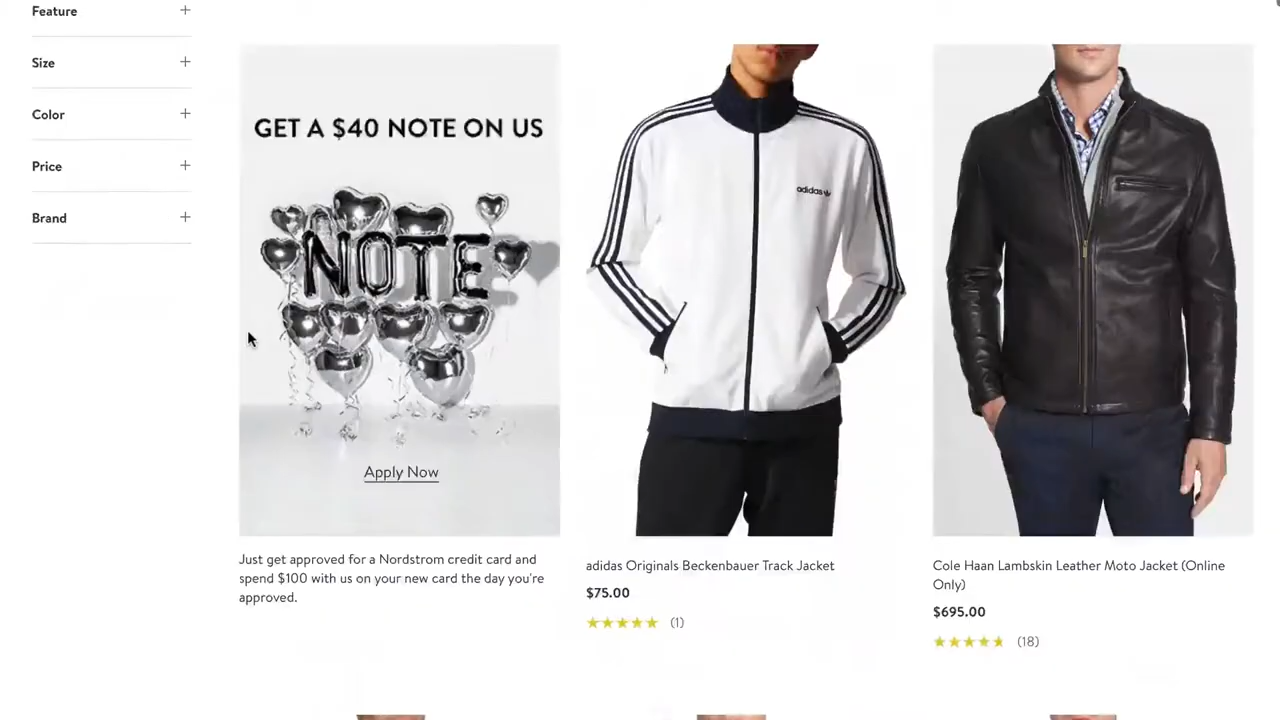 Feature
Size
Color
Price
Brand
GET A $40 NOTE ON US
NOTE
Apply Now
Just get approved for a Nordstrom credit card and
spend $100 with us on your new card the day you're
approved.
adidas
adidas Originals Beckenbauer Track Jacket
$75.00
(1)
Cole Haan Lambskin Leather Moto Jacket (Online
Only)
$695.00
(18)